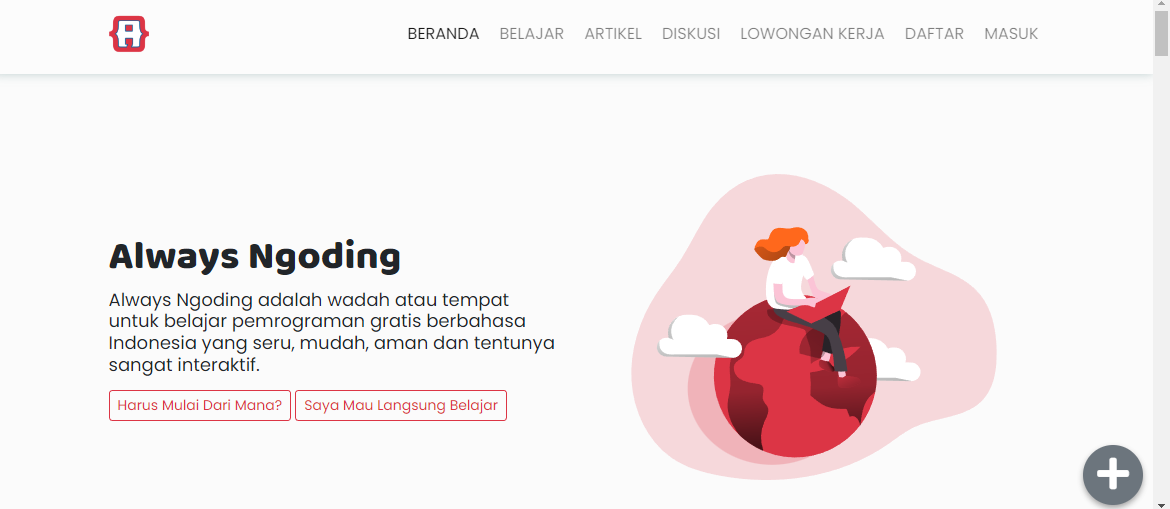 {A}
BERANDA BELAJAR ARTIKEL DISKUSI LOWONGAN KERJA DAFTAR MASUK
Always Ngoding
Always Ngoding adalah wadah atau tempat
untuk belajar pemrograman gratis berbahasa
Indonesia yang seru, mudah, aman dan tentunya
sangat interaktif.
Harus Mulai Dari Mana? Saya Mau Langsung Belajar